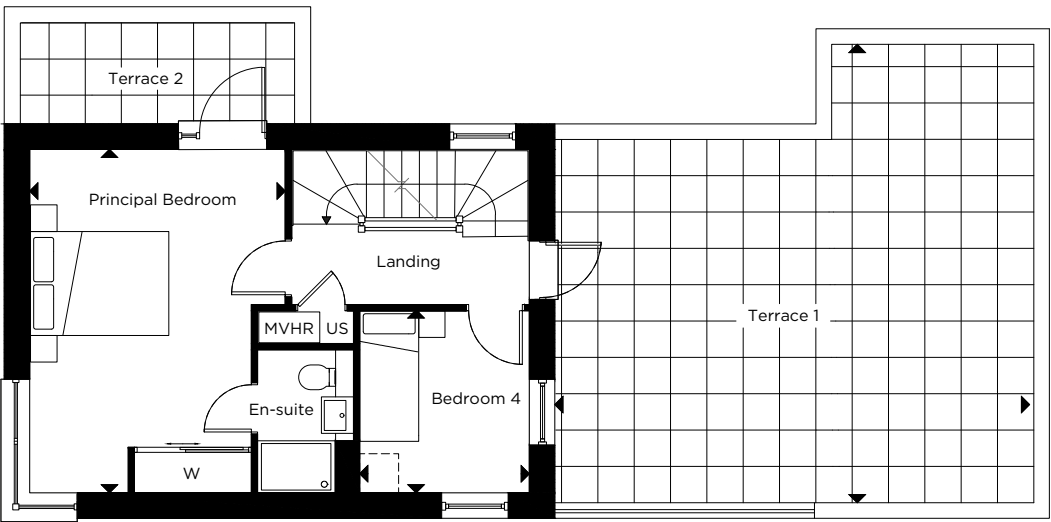 Terrace 2
Principal Bedroom
Landing
Terrace 1
MVHR US
Bedroom 4
En-suite
W